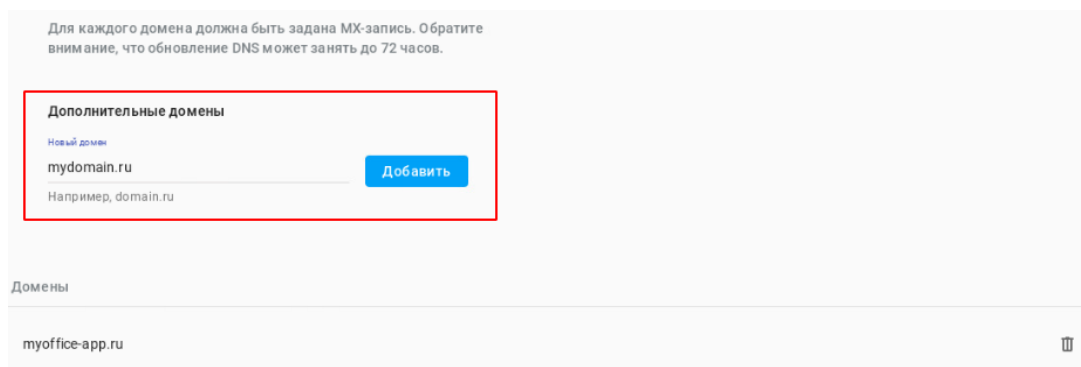 Для каждого домена должна быть задана MX-запись. Обратите
внимание, что обновление DNS может занять до 72 часов.
Дополнительные домены
Новый домен
mydomain.ru
Добавить
Например, domain.ru
Домены
myoffice-app.ru